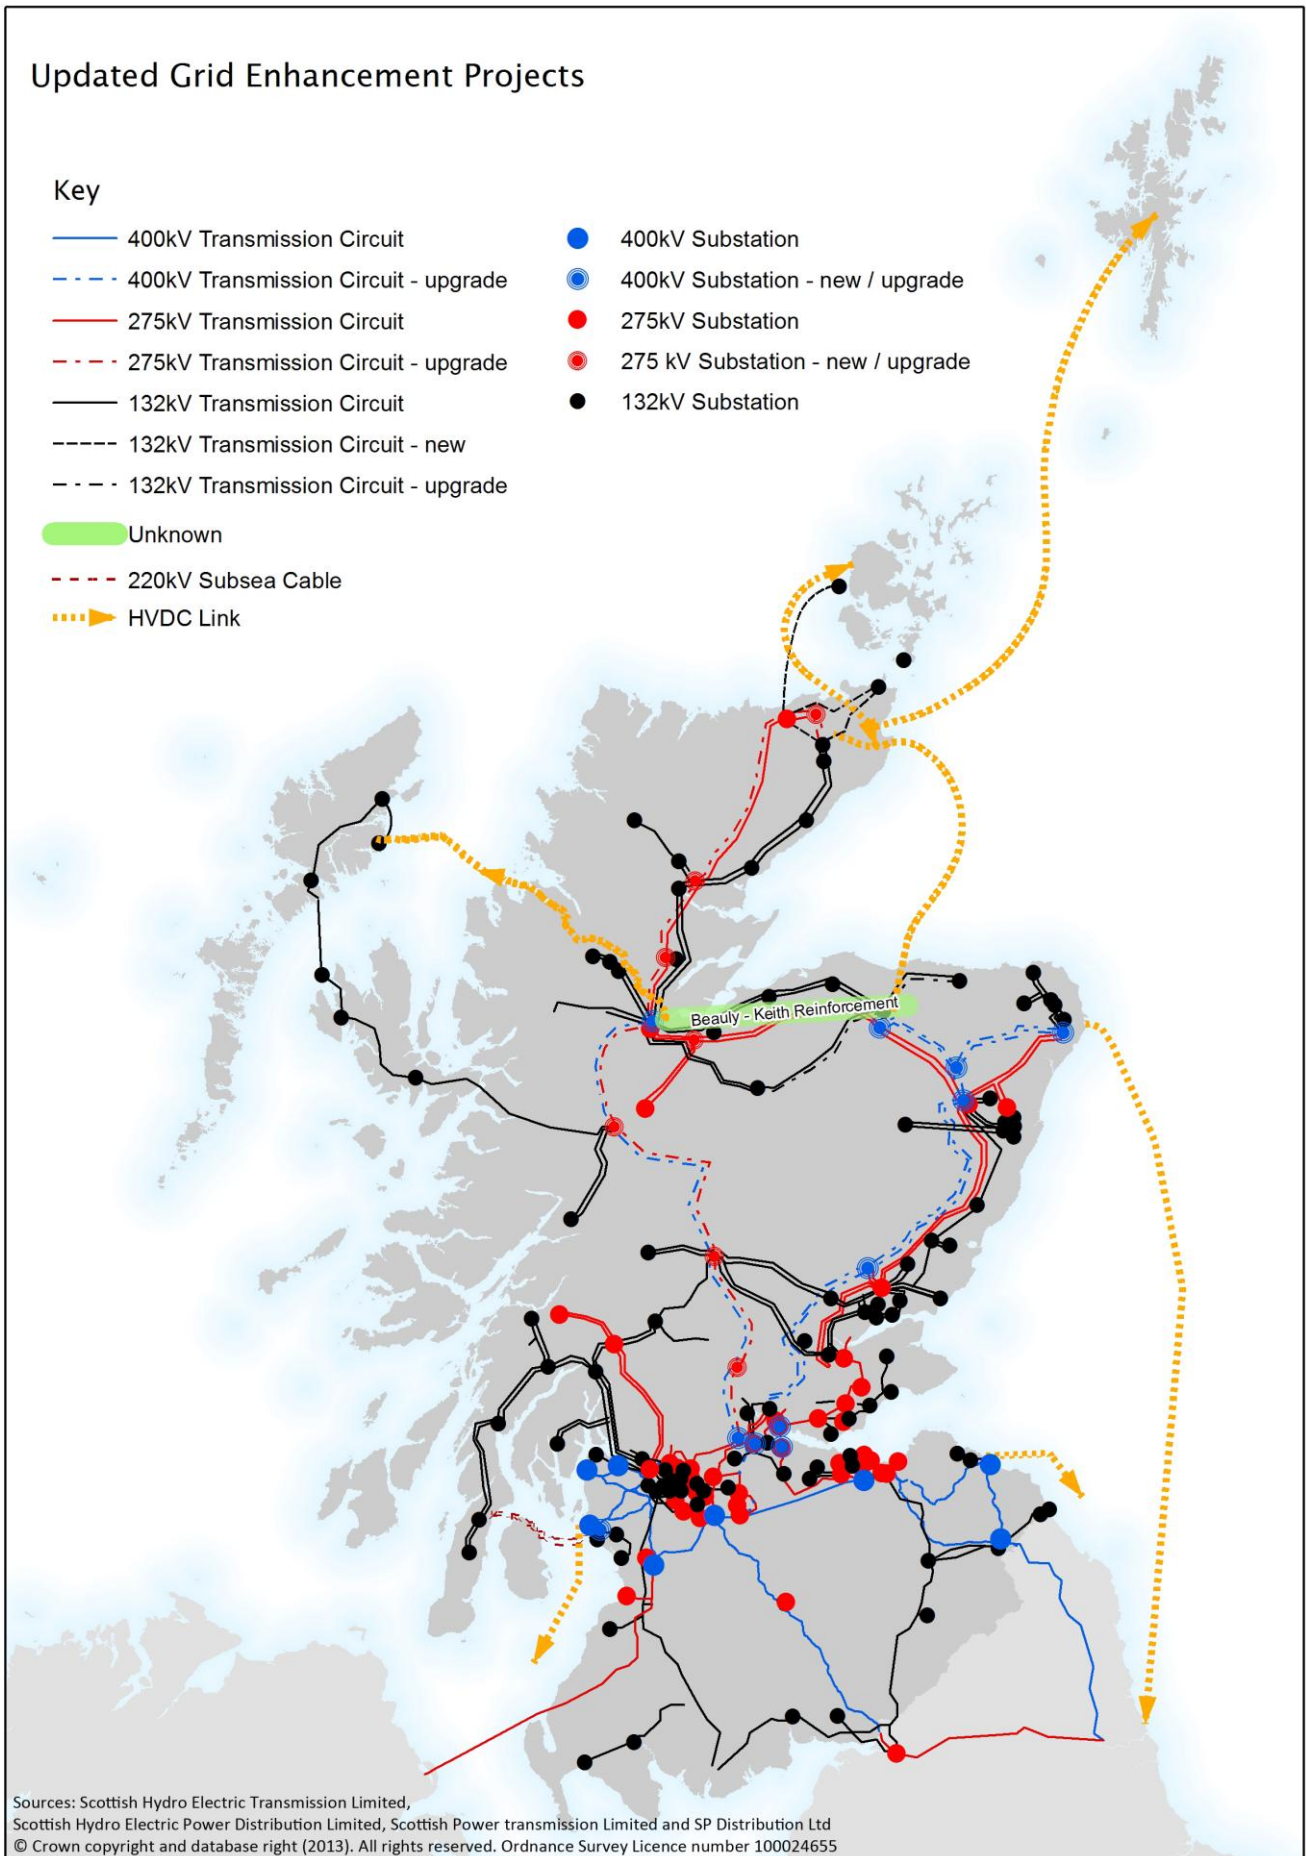 Updated Grid Enhancement Projects
Key
400kV Transmission Circuit
400kV Transmission Circuit - upgrade
275kV Transmission Circuit
275kV Transmission Circuit - upgrade
132kV Transmission Circuit
132kV Transmission Circuit - new
132kV Transmission Circuit - upgrade
Unknown
220kV Subsea Cable
HVDC Link
400kV Substation
400kV Substation - new / upgrade
275kV Substation
275 kV Substation - new / upgrade
132kV Substation
Beauly - Keith Reinforcement
Sources: Scottish Hydro Electric Transmission Limited,
Scottish Hydro Electric Power Distribution Limited, Scottish Power transmission Limited and SP Distribution Ltd
© Crown copyright and database right (2013). All rights reserved. Ordnance Survey Licence number 100024655